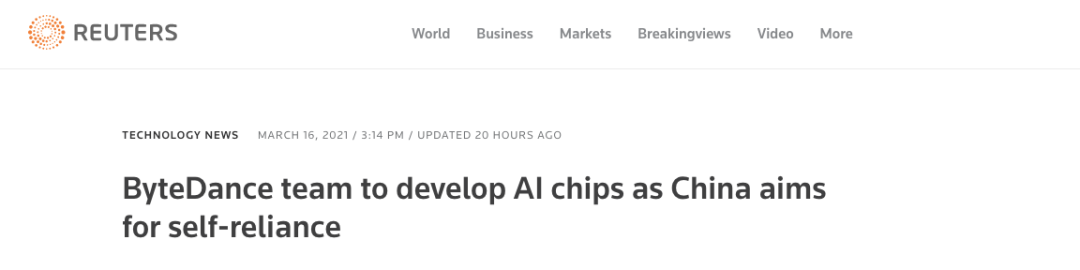 REUTERS World Business Markets Breakingviews Video More
TECHNOLOGY NEWS MARCH 16, 2021 / 3:14 PM / UPDATED 20 HOURS AGO
ByteDance team to develop AI chips as China aims
for self-reliance